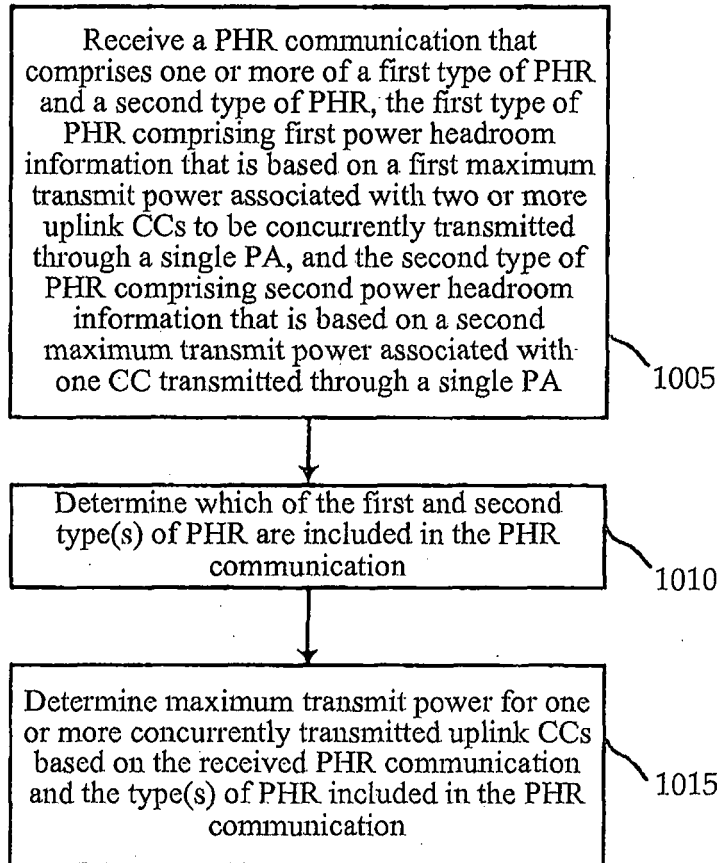 Receive a PHR communication that
comprises one or more of a first type of PHR
and a second type of PHR, the first type of
PHR comprising first power headroom
information that is based on a first maximum
transmit power associated with two or more
uplink CCs to be concurrently transmitted
through a single PA, and the second type of
PHR comprising second power headroom
information that is based on a second
maximum transmit power associated with
one CC transmitted through a single PA
1005
Determine which of the first and second
type(s) of PHR are included in the PHR
communication
1010
Determine maximum transmit power for one
or more concurrently transmitted uplink CCs
based on the received PHR communication
and the type(s) of PHR included in the PHR
communication
1015